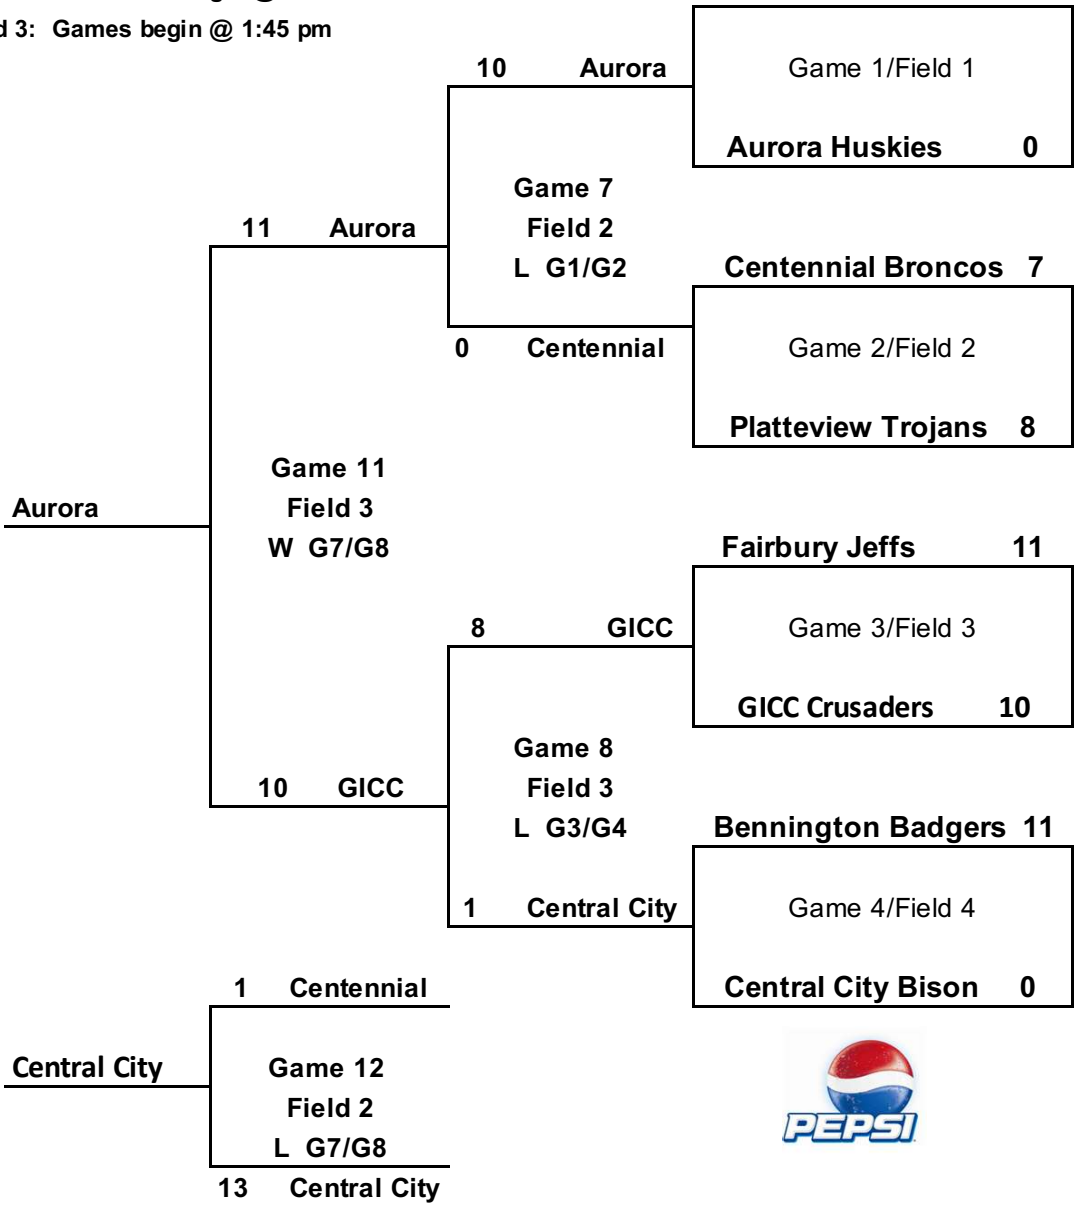 d 3: Games begin @ 1:45 pm
10 Aurora Game 1/Field 1
Aurora Huskies 0
Game 7
11 Aurora Field 2
L G1/G2 Centennial Broncos 7
0 Centennial Game 2/Field 2
Platteview Trojans 8
Game 11
Aurora Field 3
W G7/G8 Fairbury Jeffs 11
8 GICC Game 3/Field 3
GICC Crusaders 10
Game 8
10 GICC Field 3
L G3/G4 Bennington Badgers 11
1 Central City Game 4/Field 4
1 Centennial Central City Bison 0
Central City Game 12
Field 2
PEPSI
L G7/G8
13 Central City